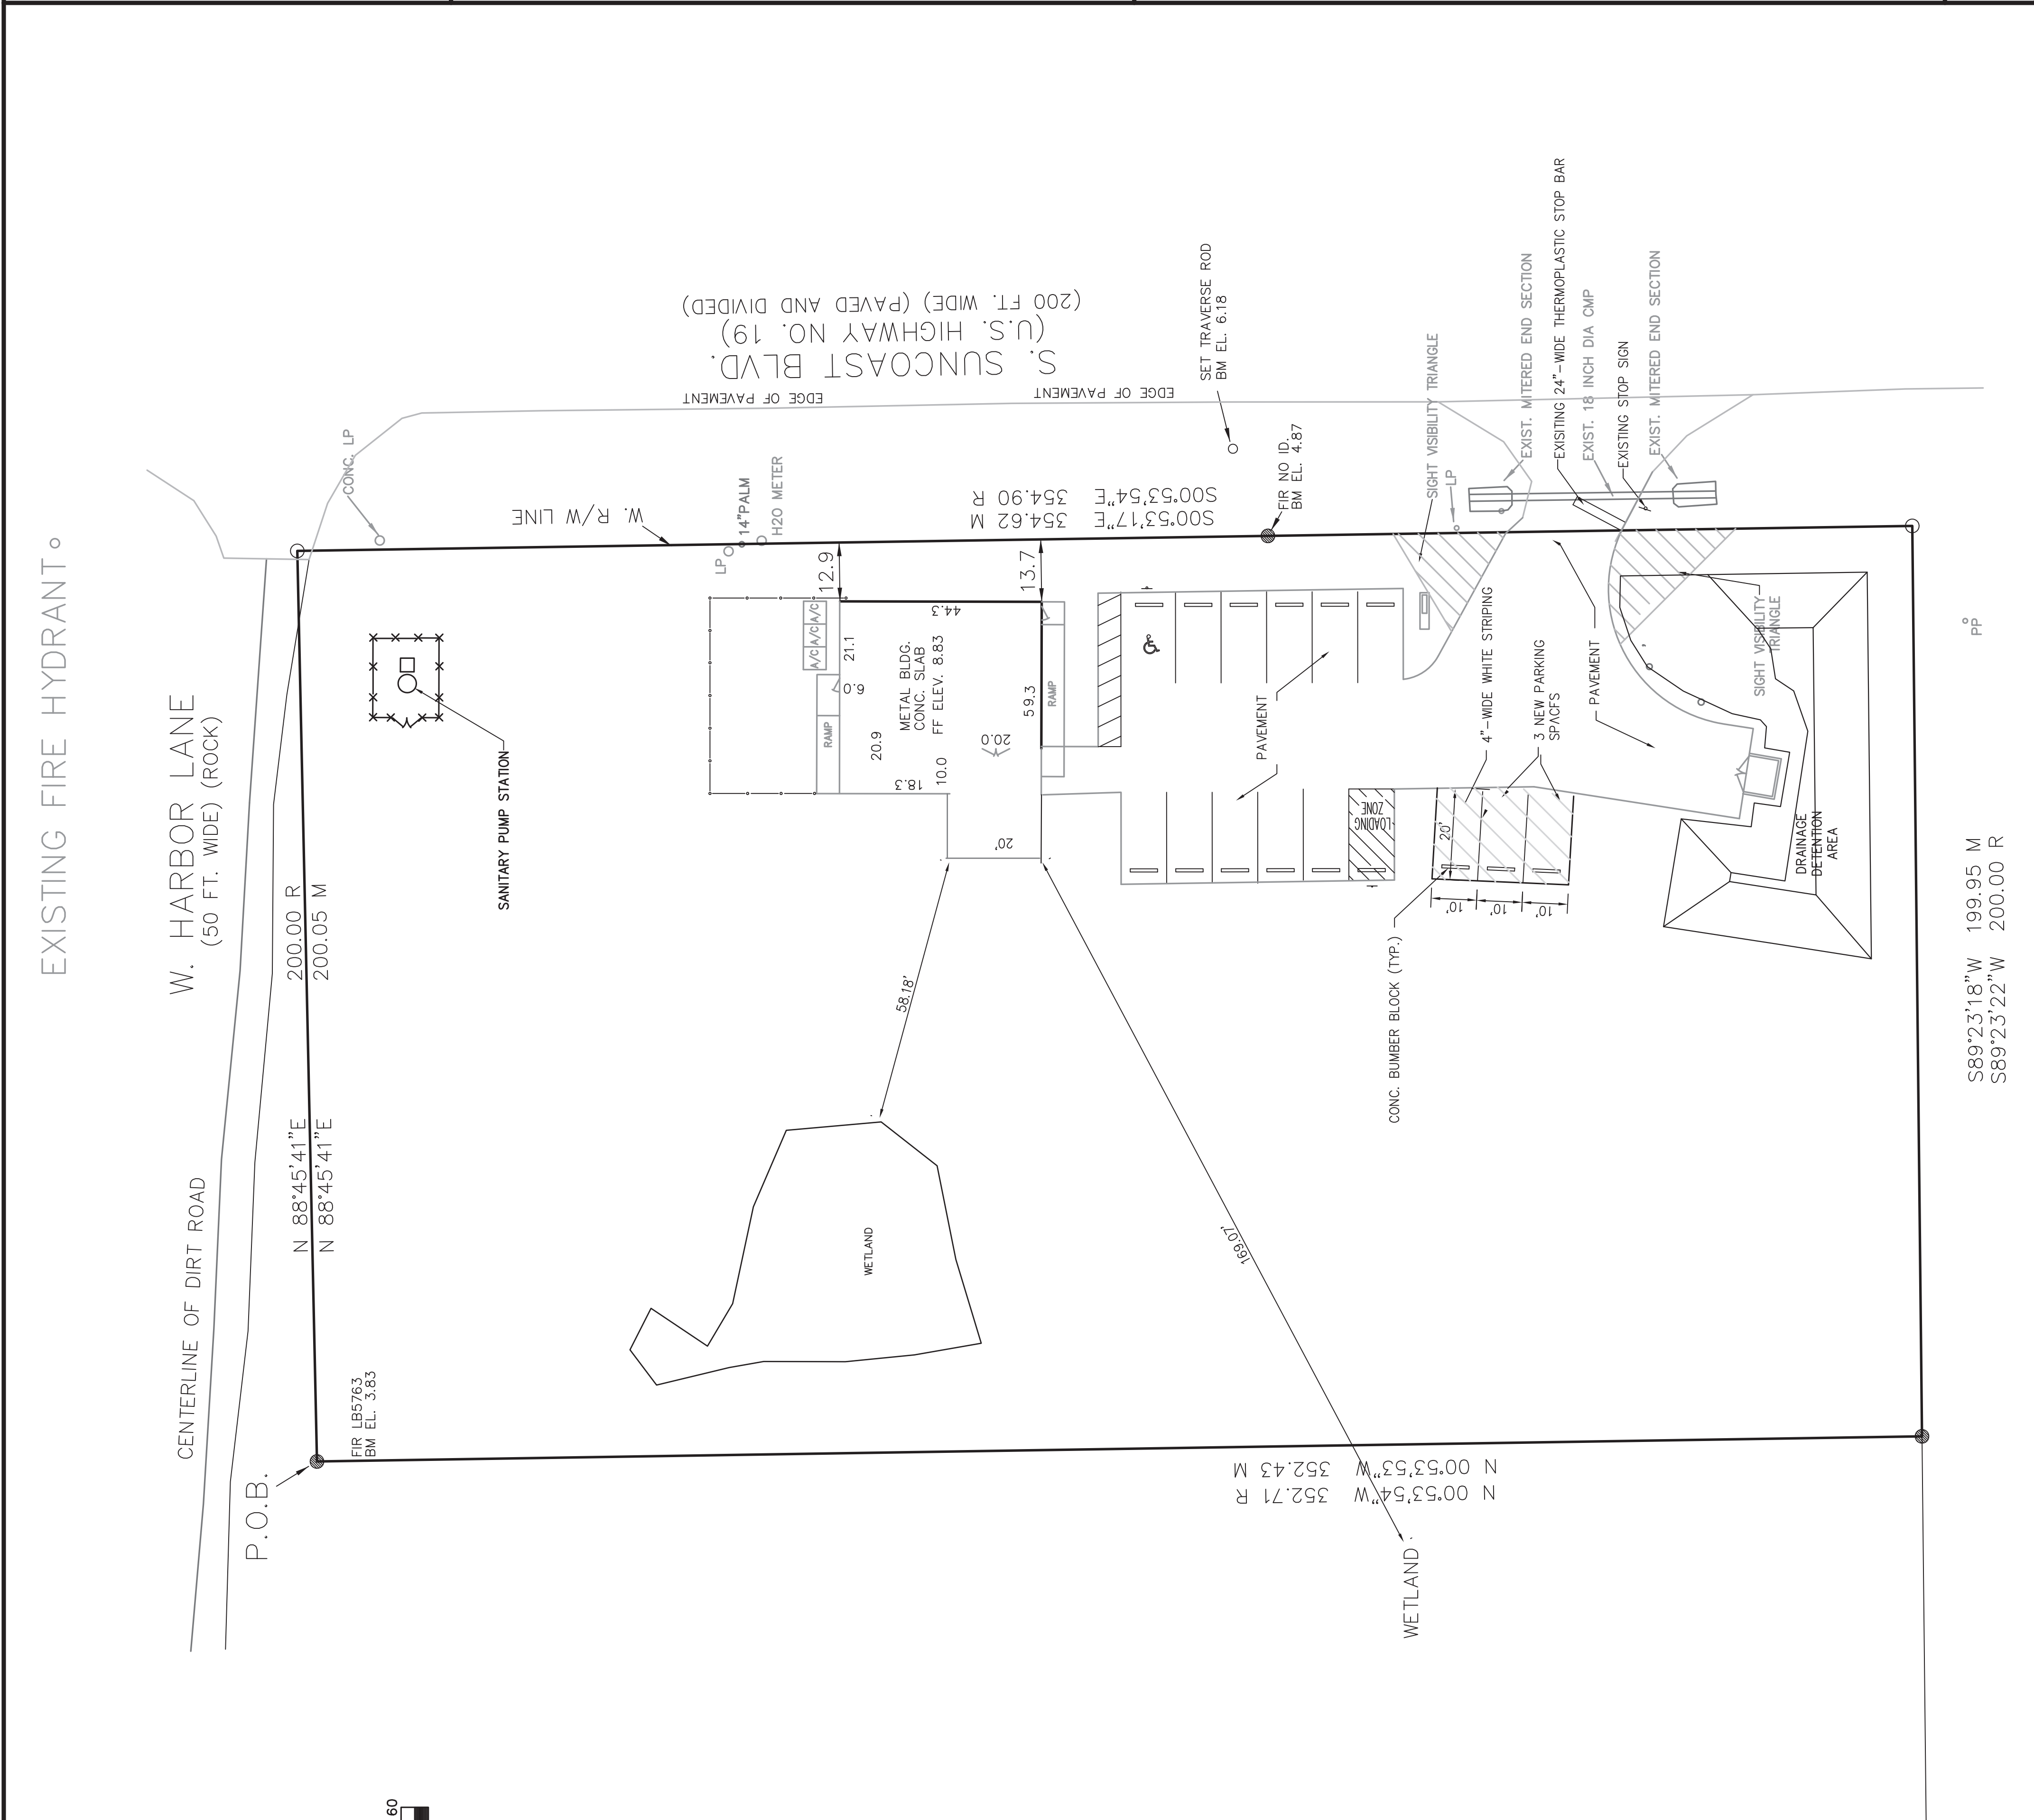 EXISTING FIRE HYDRANT
W. HARBOR LANE
(50 FT. WIDE) (ROCK)
CENTERLINE OF DIRT ROAD
P.O.B.
FIR LB5763
BM EL. 3.83
N 88°45'41"E 200.00 R
N 88°45'41"E 200.05 M
CONC. LP
SANITARY PUMP STATION
W. R/W LINE
LP
14"PALM
H2O METER
S. SUNCOAST BLVD.
(U.S. HIGHWAY NO. 19)
(200 FT. WIDE) (PAVED AND DIVIDED)
EDGE OF PAVEMENT
EDGE OF PAVEMENT
S00°53'54"E 354.90 R
S00°53'17"E 354.62 M
SET TRAVERSE ROD
BM EL. 6.18
FIR NO ID.
BM EL. 4.87
12.9
13.7
A/C
A/C
A/C
RAMP
21.1
6.0
20.9
44.3
METAL BLDG.
CONC. SLAB
FF ELEV. 8.83
10.0
18.3
59.3
20.0
20'
RAMP
58.18'
169.07'
WETLAND
WETLAND
PAVEMENT
LOADING
ZONE
SIGHT VISIBILITY TRIANGLE
LP
EXIST. MITERED END SECTION
EXISITING 24"-WIDE THERMOPLASTIC STOP BAR
EXIST. 18 INCH DIA CMP
EXISTING STOP SIGN
EXIST. MITERED END SECTION
4"-WIDE WHITE STRIPING
3 NEW PARKING
SPACES
PAVEMENT
20'
10'
10'
10'
CONC. BUMBER BLOCK (TYP.)
SIGHT VISIBILITY
TRIANGLE
DRAINAGE
DETENTION
AREA
PP
S89°23'18"W 199.95 M
S89°23'22"W 200.00 R
N 00°53'53"W 352.43 M
N 00°53'54"W 352.71 R
60